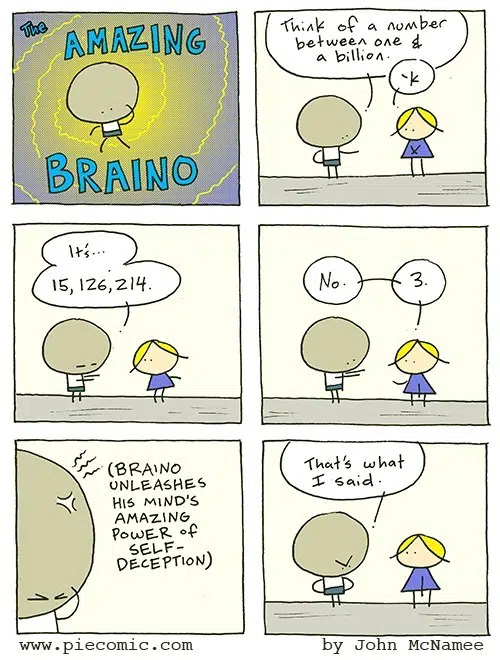 The
AMAZING
BRAINO
Think of a number
between one &
a billion.
'k
It's...
15,126,214.
No.
3.
(BRAINO
UNLEASHES
HIS MIND'S
AMAZING
POWER of
SELF-
DECEPTION)
That's what
I said.
www.piecomic.com
by John McNamee